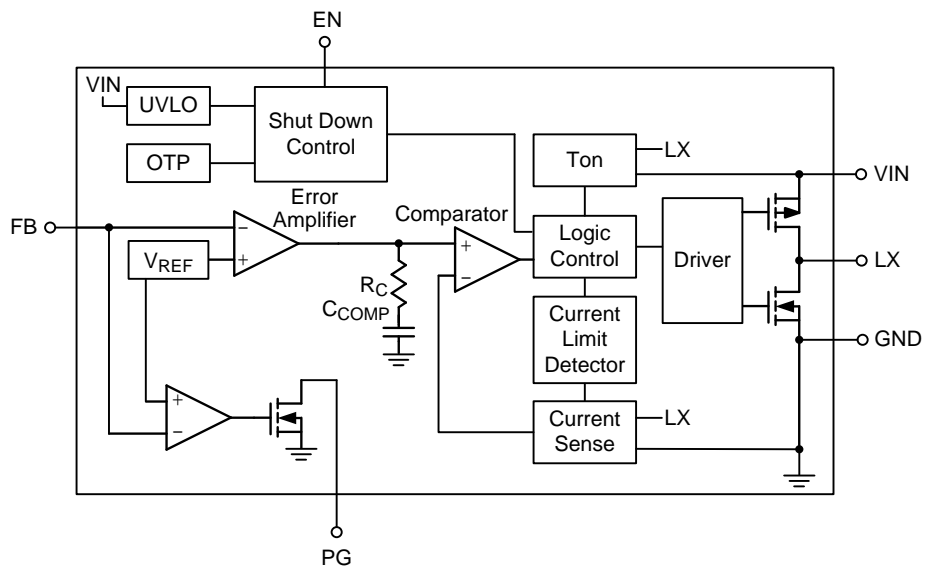 EN
VIN
UVLO
Shut Down
Control
OTP
Ton
LX
VIN
FB
Error
Amplifier
Comparator
−
+
+
−
VREF
Logic
Control
Driver
LX
RC
CCOMP
Current
Limit
Detector
GND
+
−
Current
Sense
LX
PG